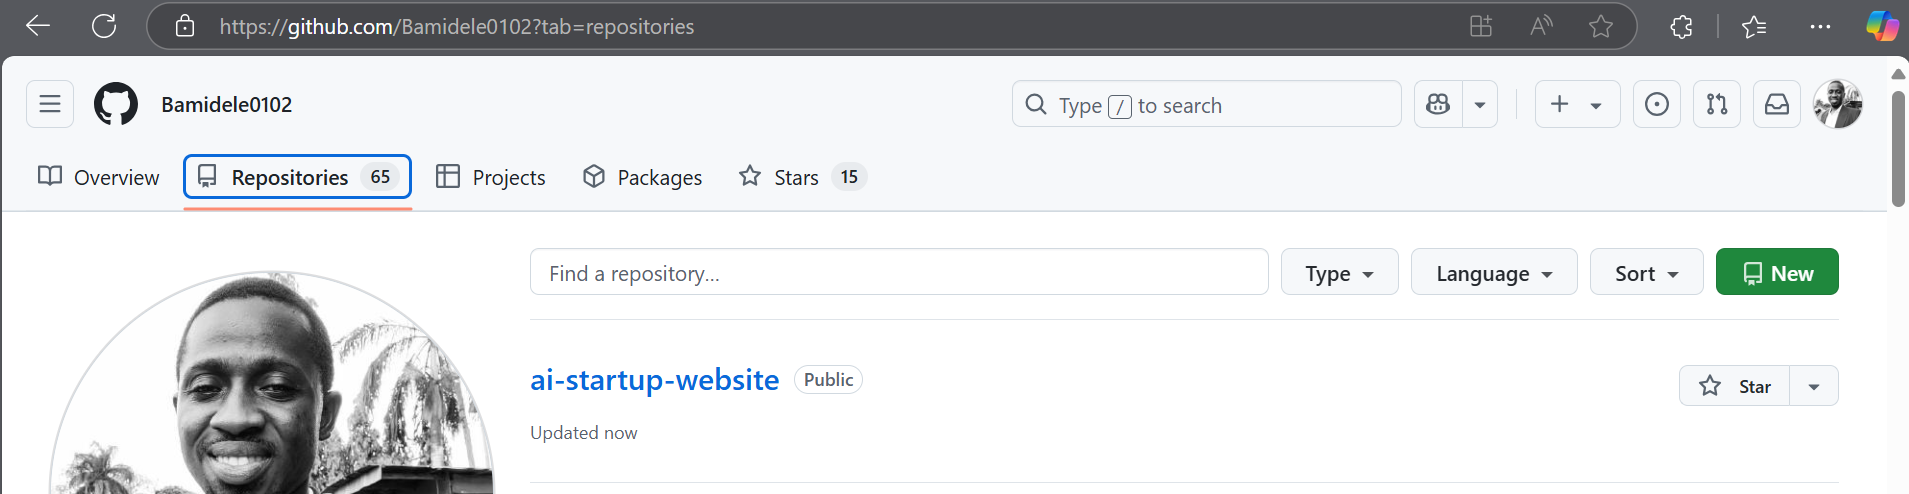 https://github.com/Bamidele0102?tab=repositories
Bamidele0102
Type / to search
Overview
Repositories 65
Projects
Packages
Stars 15
Find a repository...
Type
Language
Sort
New
ai-startup-website Public
Star
Updated now